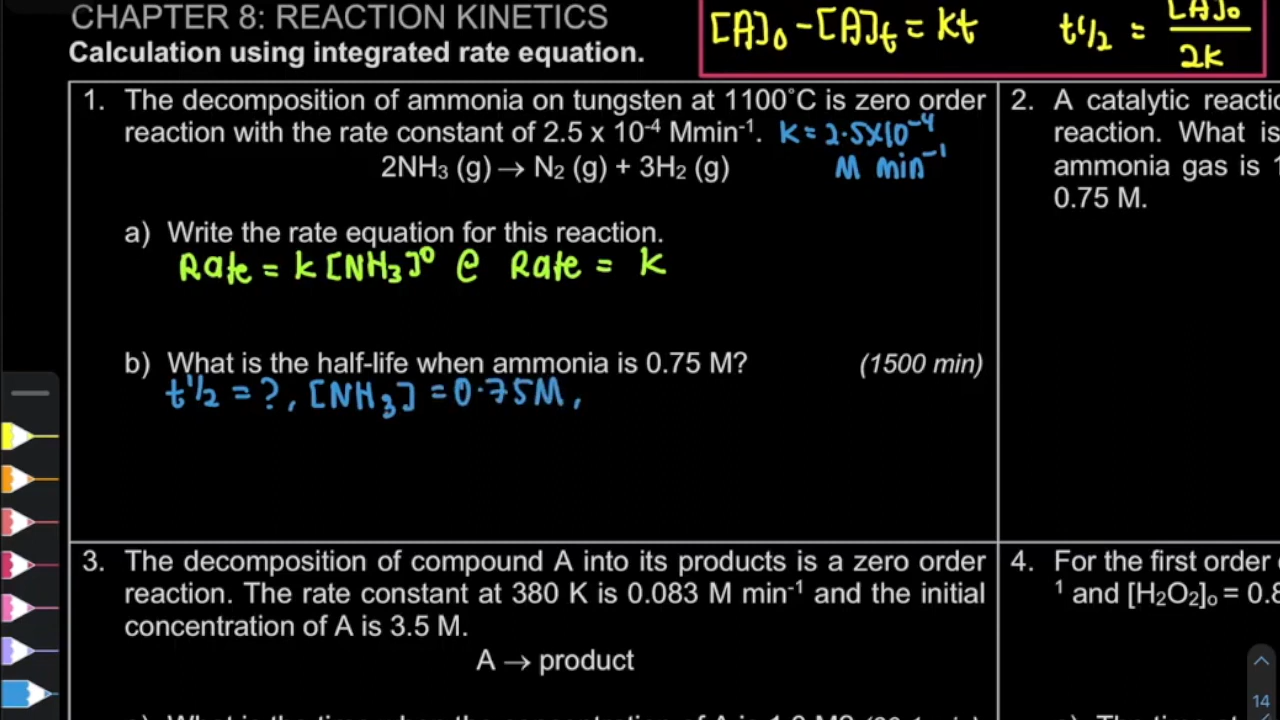 CHAPTER 8: REACTION KINETICS
Calculation using integrated rate equation.
[A]₀ - [A]t = kt
t½ = [A]₀ / 2k
1. The decomposition of ammonia on tungsten at 1100°C is zero order
reaction with the rate constant of 2.5 x 10⁻⁴ Mmin⁻¹. k = 2.5x10⁻⁴
M min⁻¹
2NH₃ (g) → N₂ (g) + 3H₂ (g)
a) Write the rate equation for this reaction.
Rate = k [NH₃]⁰ @ Rate = k
b) What is the half-life when ammonia is 0.75 M? (1500 min)
t½ = ?, [NH₃] = 0.75M,
2. A catalytic
reaction. What is
ammonia gas is
0.75 M.
3. The decomposition of compound A into its products is a zero order
reaction. The rate constant at 380 K is 0.083 M min⁻¹ and the initial
concentration of A is 3.5 M.
A → product
4. For the first order
¹ and [H₂O₂]₀ = 0.8
14